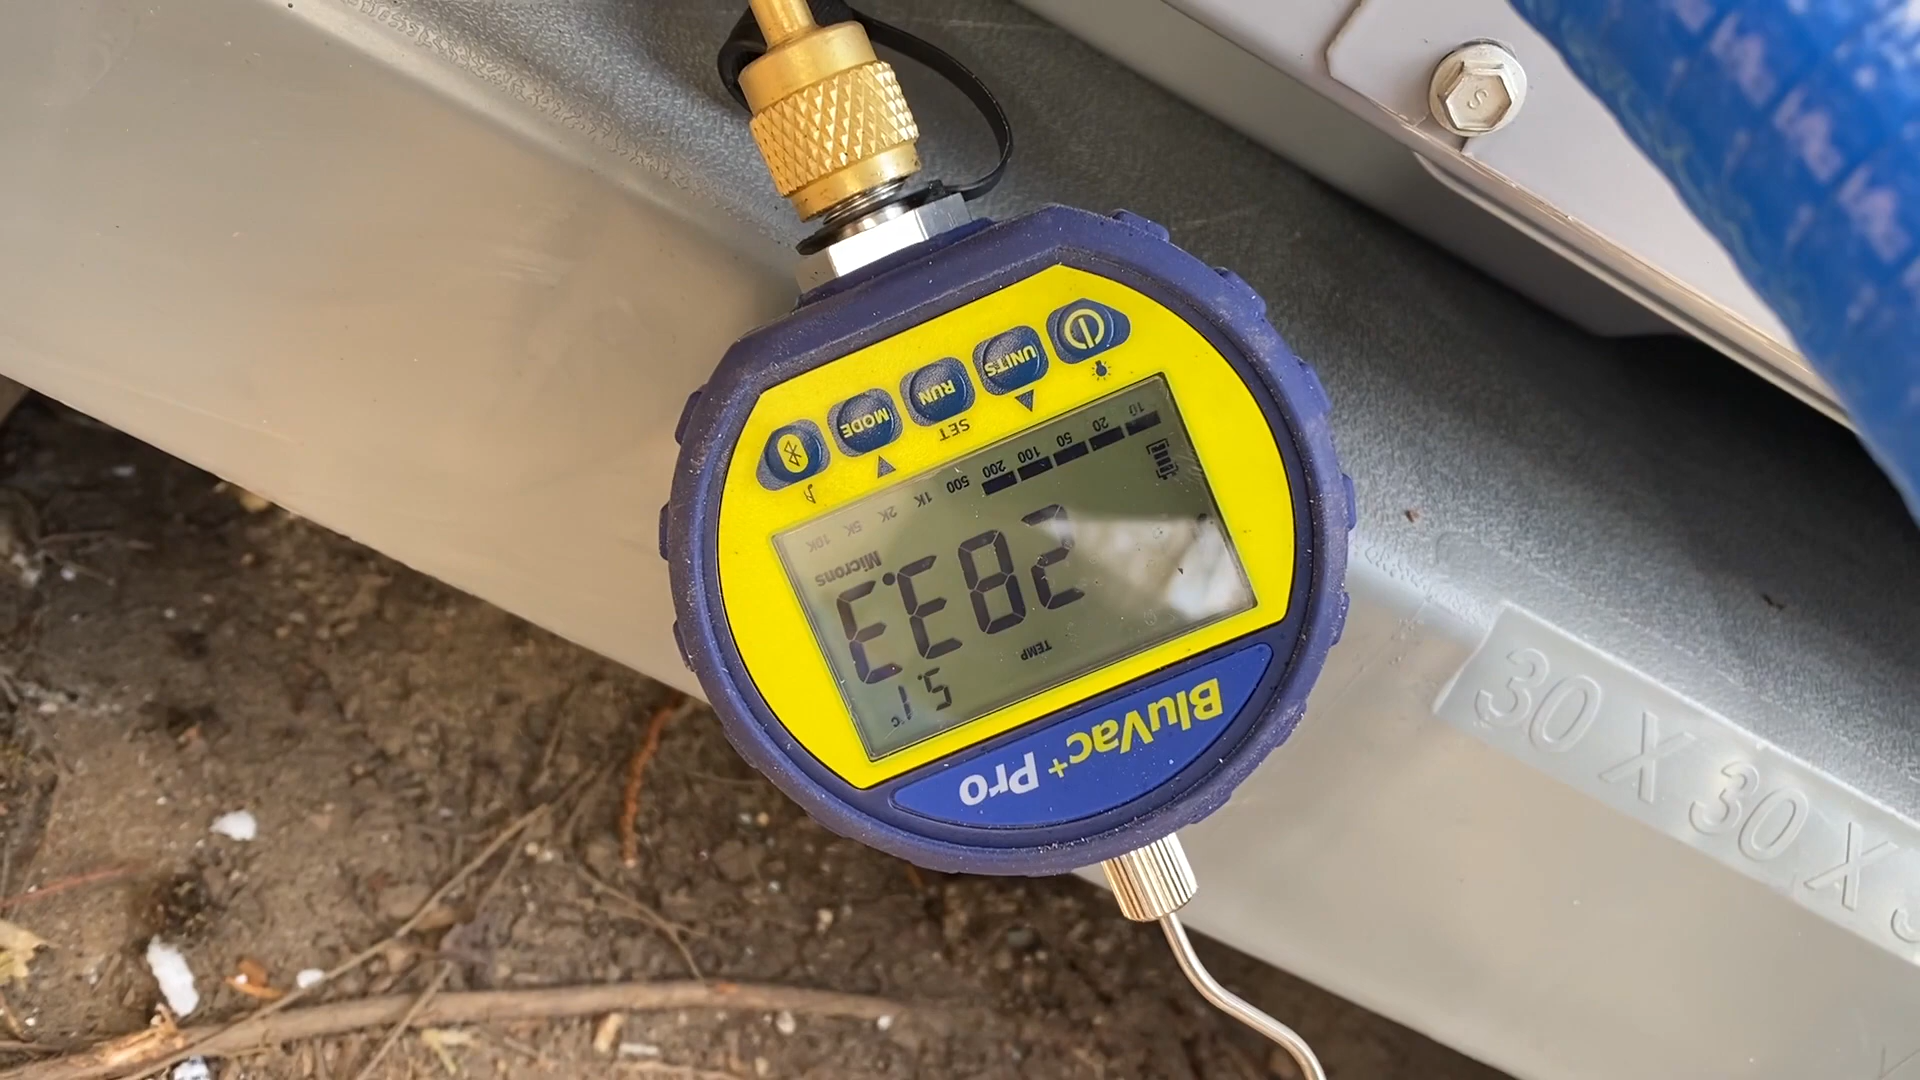 BluVac+ Pro
TEMP 5.1°C
283.3
Microns
10 20 50 100 200 500 1K 2K 5K 10K
SET
UNITS RUN MODE
30 X 30 X 3
S